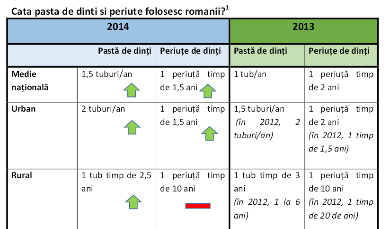 Cata pasta de dinti si periute folosesc romanii?¹
2014 2013
Pastă de dinți Periuțe de dinți Pastă de dinți Periuțe de dinți
Medie națională
1,5 tuburi/an
1 periuță timp
de 1,5 ani
1 tub/an
1 periuță timp
de 2 ani
Urban
2 tuburi/an
1 periuță timp
de 1,5 ani
1,5 tuburi/an
(în 2012, 2
tuburi/an)
1 periuță timp
de 2 ani
(în 2012, 1 timp
de 1,5 ani)
Rural
1 tub timp de 2,5
ani
1 periuță timp
de 10 ani
1 tub timp de 3
ani
(în 2012, 1 la 6
ani)
1 periuță timp
de 10 ani
(în 2012, 1 timp
de 20 de ani)